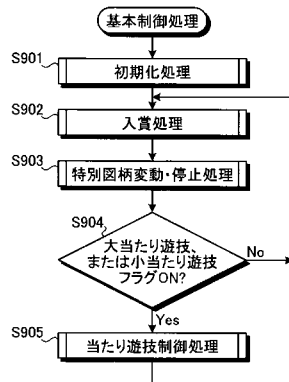 基本制御処理
S901
初期化処理
S902
入賞処理
S903
特別図柄変動・停止処理
S904
大当たり遊技、
または小当たり遊技
フラグON?
No
Yes
S905
当たり遊技制御処理